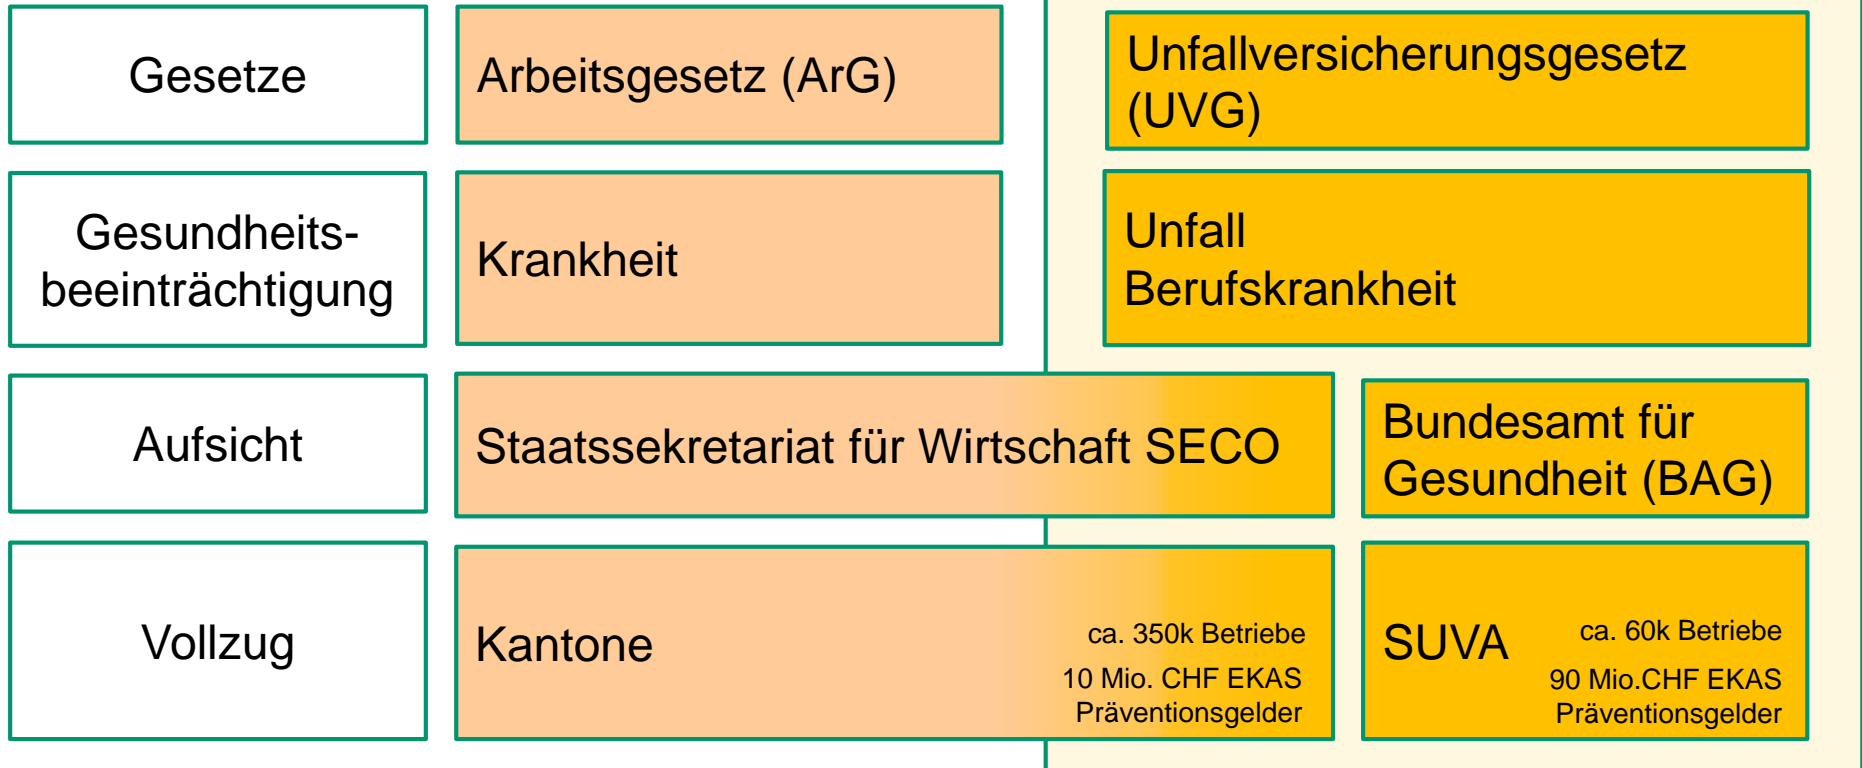 Gesetze
Arbeitsgesetz (ArG)
Unfallversicherungsgesetz
(UVG)
Gesundheits-
beeinträchtigung
Krankheit
Unfall
Berufskrankheit
Aufsicht
Staatssekretariat für Wirtschaft SECO
Bundesamt für
Gesundheit (BAG)
Vollzug
Kantone
ca. 350k Betriebe
10 Mio. CHF EKAS
Präventionsgelder
SUVA
ca. 60k Betriebe
90 Mio.CHF EKAS
Präventionsgelder